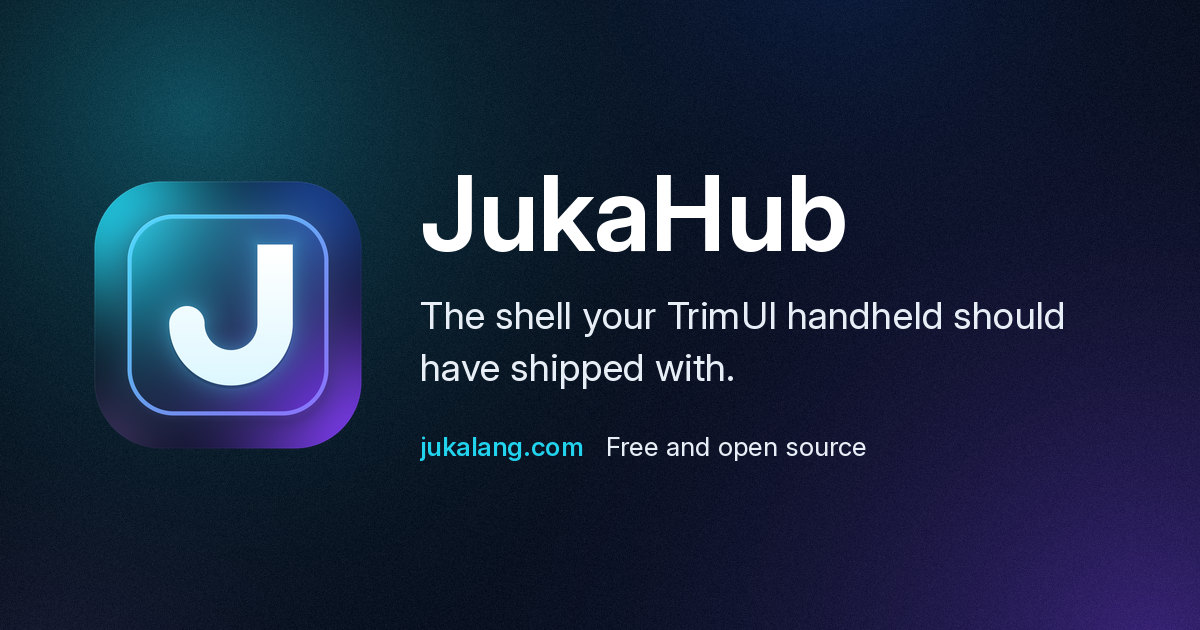 J
JukaHub
The shell your TrimUI handheld should
have shipped with.
jukalang.com Free and open source